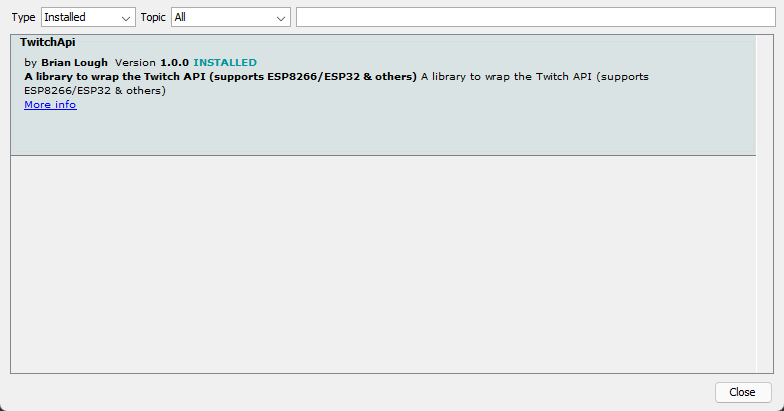 Type Installed Topic All
TwitchApi
by Brian Lough Version 1.0.0 INSTALLED
A library to wrap the Twitch API (supports ESP8266/ESP32 & others) A library to wrap the Twitch API (supports
ESP8266/ESP32 & others)
More info
Close